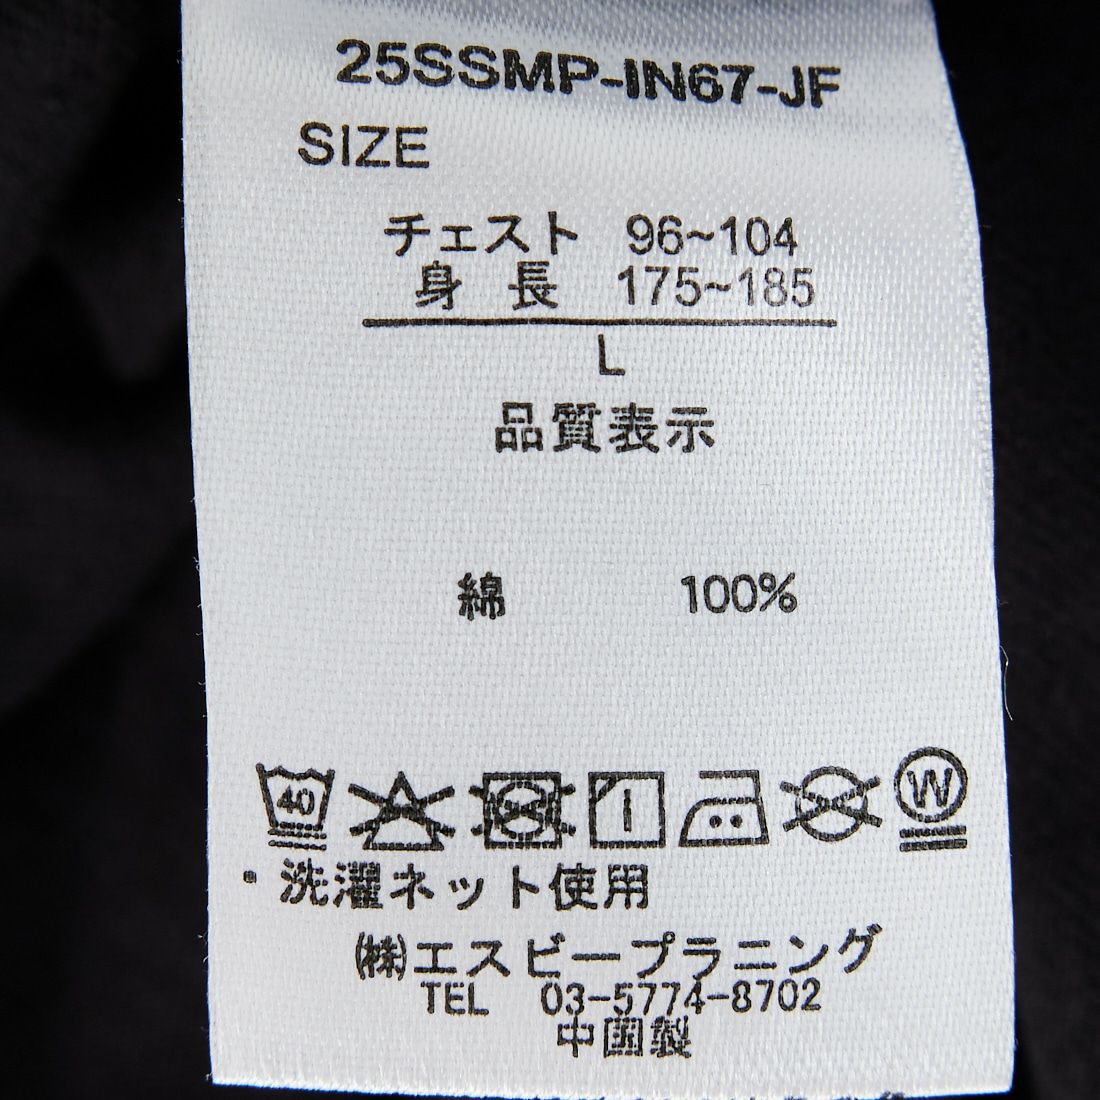 25SSMP-IN67-JF
SIZE
チェスト 96~104
身長 175~185
L
品質表示
綿 100%
40 W
・洗濯ネット使用
㈱エスビープラニング
TEL 03-5774-8702
中国製